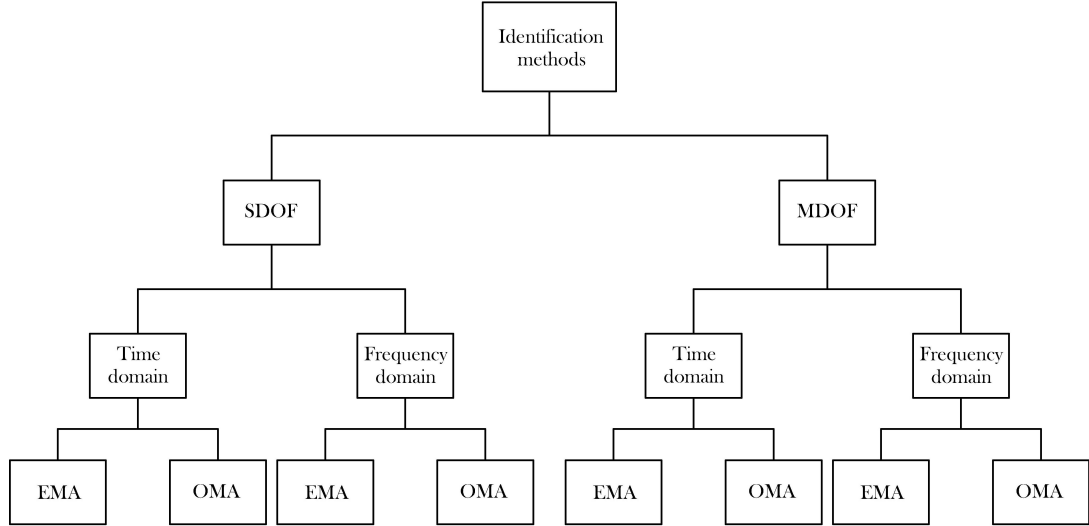 Identification
methods
SDOF
MDOF
Time
domain
Frequency
domain
Time
domain
Frequency
domain
EMA
OMA
EMA
OMA
EMA
OMA
EMA
OMA